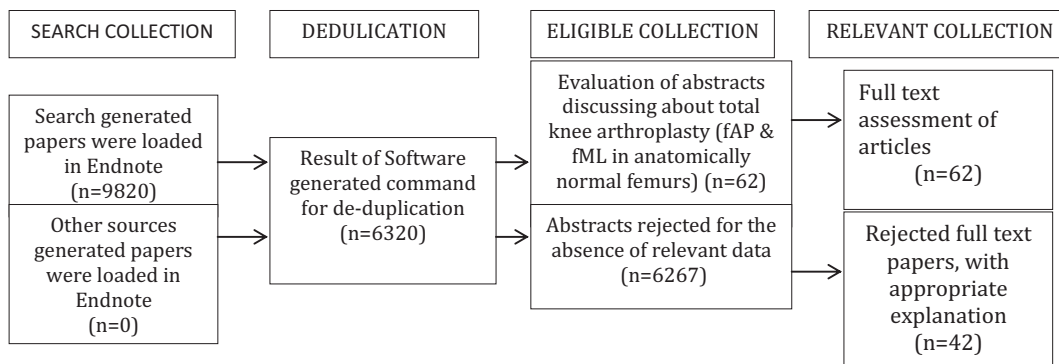 SEARCH COLLECTION
DEDULICATION
ELIGIBLE COLLECTION
RELEVANT COLLECTION
Search generated
papers were loaded
in Endnote
(n=9820)
Other sources
generated papers
were loaded in
Endnote
(n=0)
Result of Software
generated command
for de-duplication
(n=6320)
Evaluation of abstracts
discussing about total
knee arthroplasty (fAP &
fML in anatomically
normal femurs) (n=62)
Abstracts rejected for the
absence of relevant data
(n=6267)
Full text
assessment of
articles
(n=62)
Rejected full text
papers, with
appropriate
explanation
(n=42)